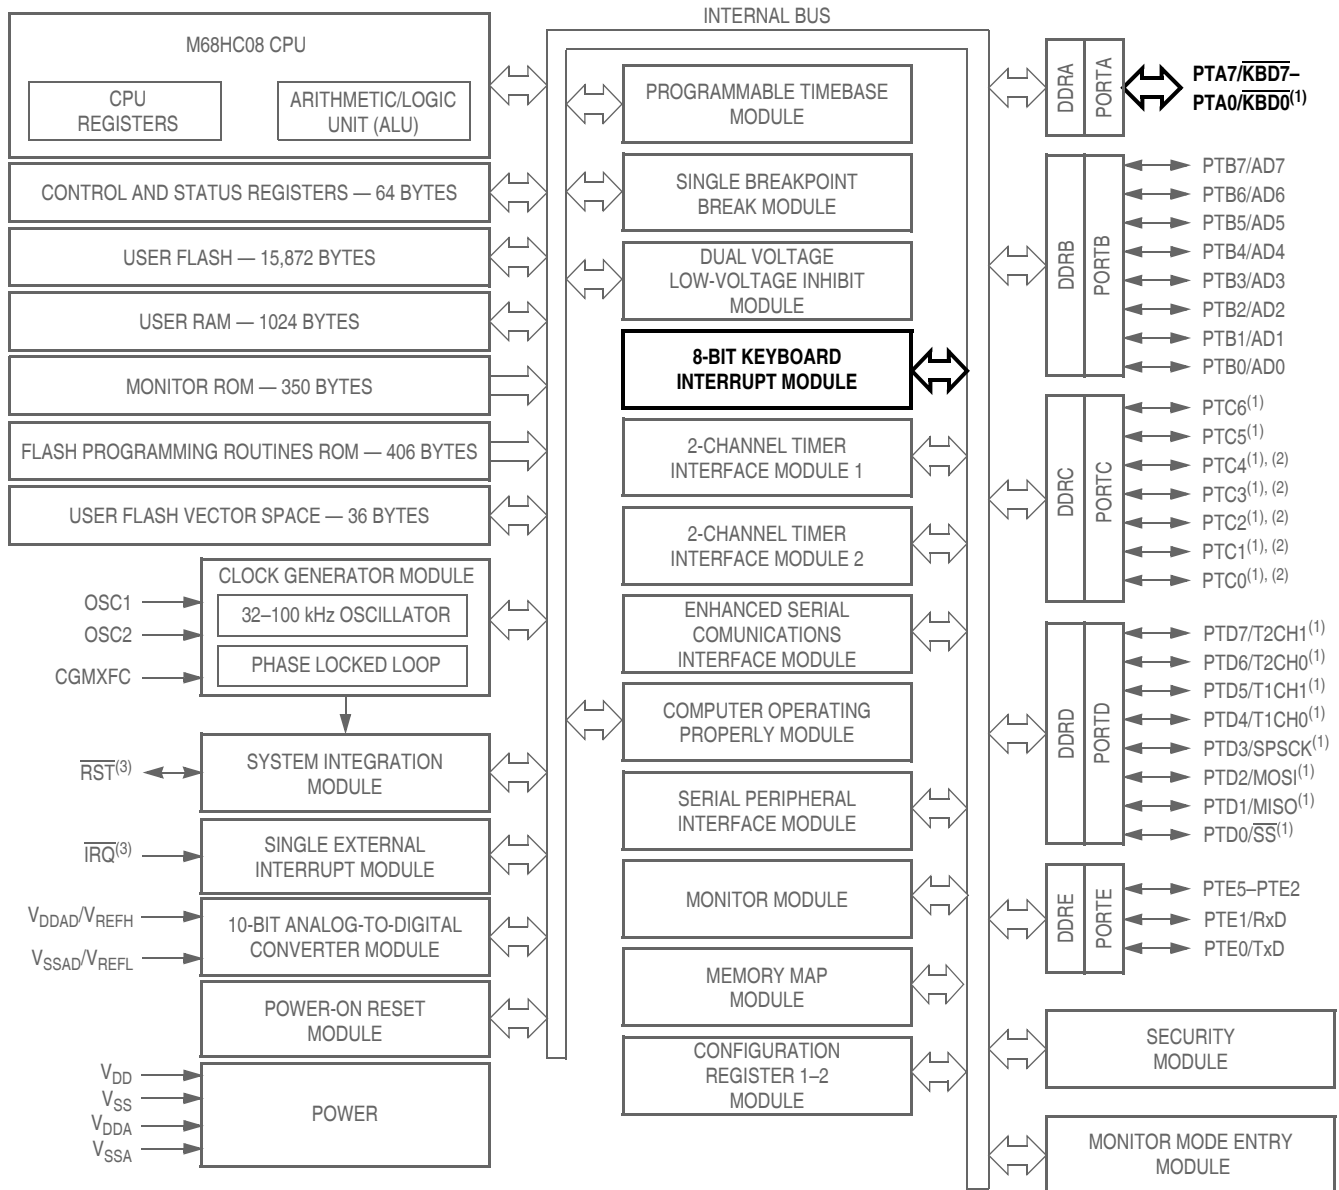 INTERNAL BUS
M68HC08 CPU
CPU
REGISTERS
ARITHMETIC/LOGIC
UNIT (ALU)
CONTROL AND STATUS REGISTERS — 64 BYTES
USER FLASH — 15,872 BYTES
USER RAM — 1024 BYTES
MONITOR ROM — 350 BYTES
FLASH PROGRAMMING ROUTINES ROM — 406 BYTES
USER FLASH VECTOR SPACE — 36 BYTES
CLOCK GENERATOR MODULE
32–100 kHz OSCILLATOR
PHASE LOCKED LOOP
OSC1
OSC2
CGMXFC
SYSTEM INTEGRATION
MODULE
RST(3)
SINGLE EXTERNAL
INTERRUPT MODULE
IRQ(3)
10-BIT ANALOG-TO-DIGITAL
CONVERTER MODULE
VDDAD/VREFH
VSSAD/VREFL
POWER-ON RESET
MODULE
POWER
VDD
VSS
VDDA
VSSA
PROGRAMMABLE TIMEBASE
MODULE
SINGLE BREAKPOINT
BREAK MODULE
DUAL VOLTAGE
LOW-VOLTAGE INHIBIT
MODULE
8-BIT KEYBOARD
INTERRUPT MODULE
2-CHANNEL TIMER
INTERFACE MODULE 1
2-CHANNEL TIMER
INTERFACE MODULE 2
ENHANCED SERIAL
COMUNICATIONS
INTERFACE MODULE
COMPUTER OPERATING
PROPERLY MODULE
SERIAL PERIPHERAL
INTERFACE MODULE
MONITOR MODULE
MEMORY MAP
MODULE
CONFIGURATION
REGISTER 1–2
MODULE
DDRA
PORTA
PTA7/KBD7–
PTA0/KBD0(1)
DDRB
PORTB
PTB7/AD7
PTB6/AD6
PTB5/AD5
PTB4/AD4
PTB3/AD3
PTB2/AD2
PTB1/AD1
PTB0/AD0
DDRC
PORTC
PTC6(1)
PTC5(1)
PTC4(1), (2)
PTC3(1), (2)
PTC2(1), (2)
PTC1(1), (2)
PTC0(1), (2)
DDRD
PORTD
PTD7/T2CH1(1)
PTD6/T2CH0(1)
PTD5/T1CH1(1)
PTD4/T1CH0(1)
PTD3/SPSCK(1)
PTD2/MOSI(1)
PTD1/MISO(1)
PTD0/SS(1)
DDRE
PORTE
PTE5–PTE2
PTE1/RxD
PTE0/TxD
SECURITY
MODULE
MONITOR MODE ENTRY
MODULE